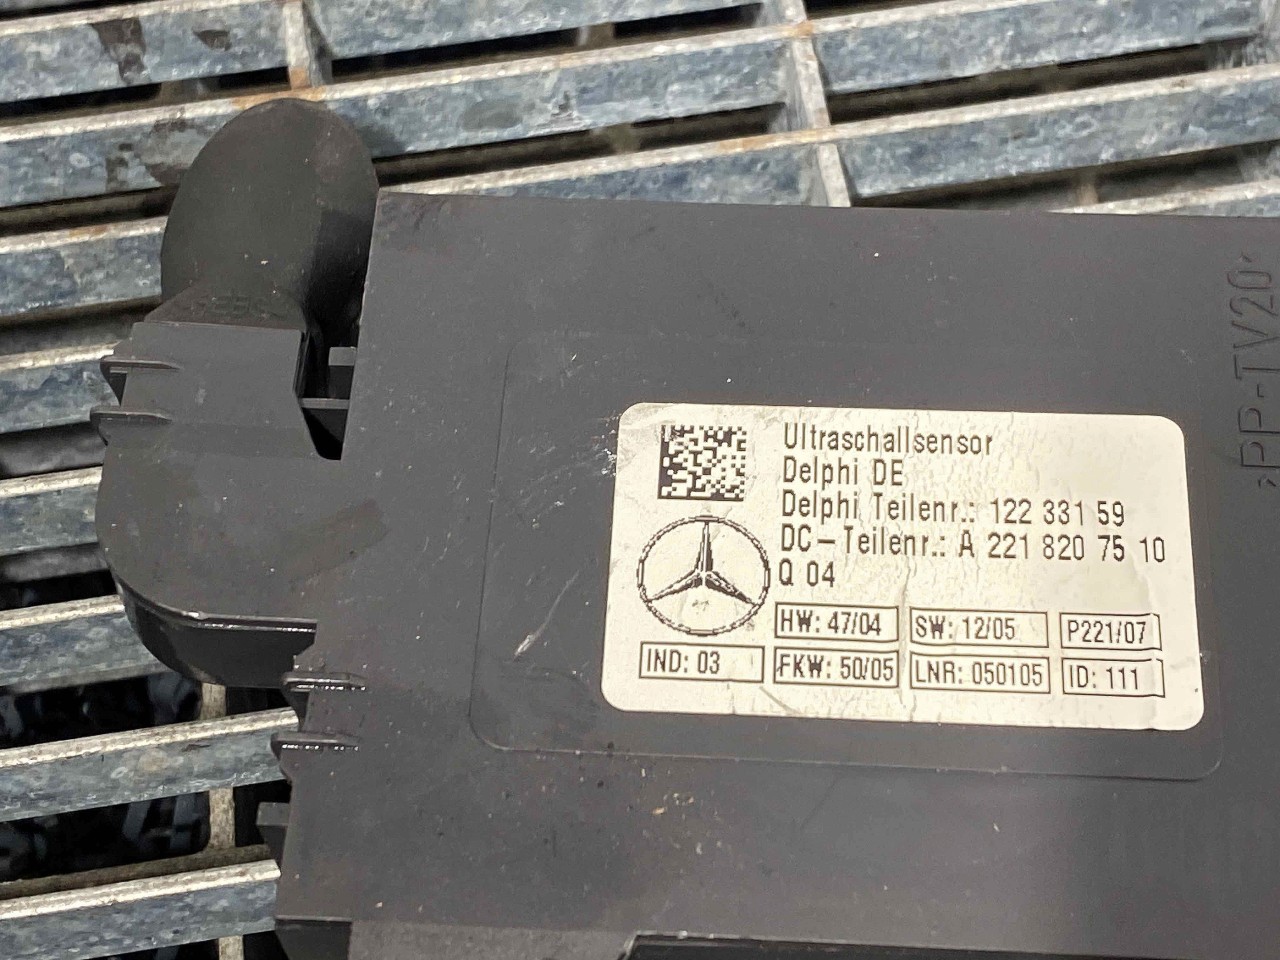 Ultraschallsensor
Delphi DE
Delphi Teilenr.: 122 331 59
DC-Teilenr.: A 221 820 75 10
Q 04
HW: 47/04
SW: 12/05
P221/07
IND: 03
FKW: 50/05
LNR: 050105
ID: 111
>PP-TV20<